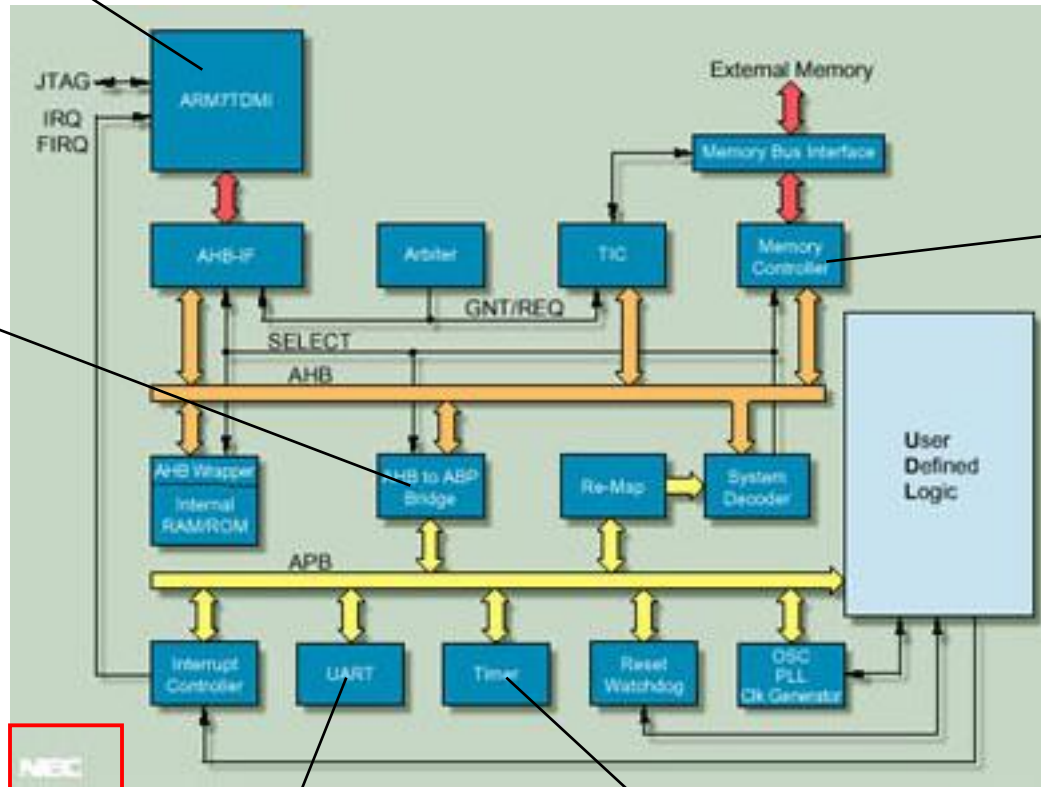 JTAG
IRQ
FIRQ
ARM7TDMI
External Memory
Memory Bus Interface
AHB-IF
Arbiter
TIC
Memory
Controller
GNT/REQ
SELECT
AHB
AHB Wrapper
Internal
RAM/ROM
AHB to ABP
Bridge
Re-Map
System
Decoder
User
Defined
Logic
APB
Interrupt
Controller
UART
Timer
Reset
Watchdog
OSC
PLL
Clk Generator
NEC